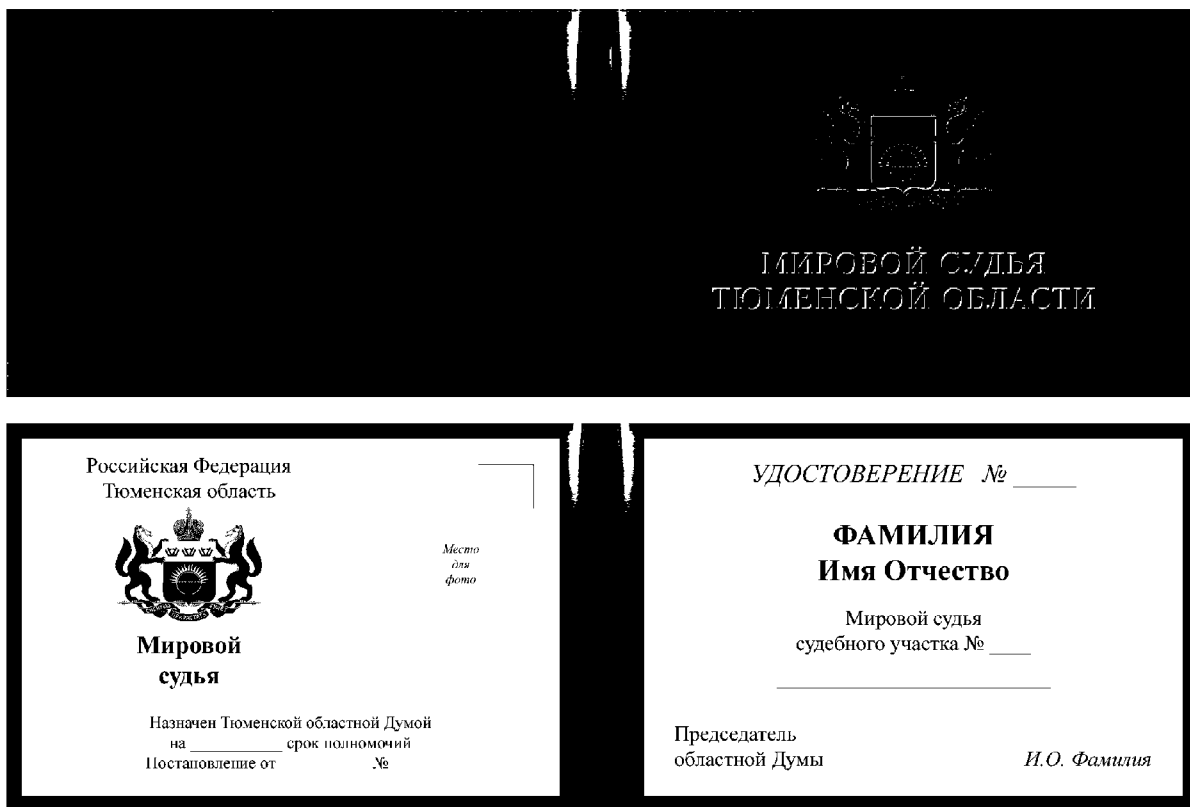 МИРОВОЙ СУДЬЯ
ТЮМЕНСКОЙ ОБЛАСТИ
Российская Федерация
Тюменская область
Место
для
фото
Мировой
судья
Назначен Тюменской областной Думой
на ___________ срок полномочий
Постановление от №
УДОСТОВЕРЕНИЕ № ______
ФАМИЛИЯ
Имя Отчество
Мировой судья
судебного участка № ____
Председатель
областной Думы И.О. Фамилия